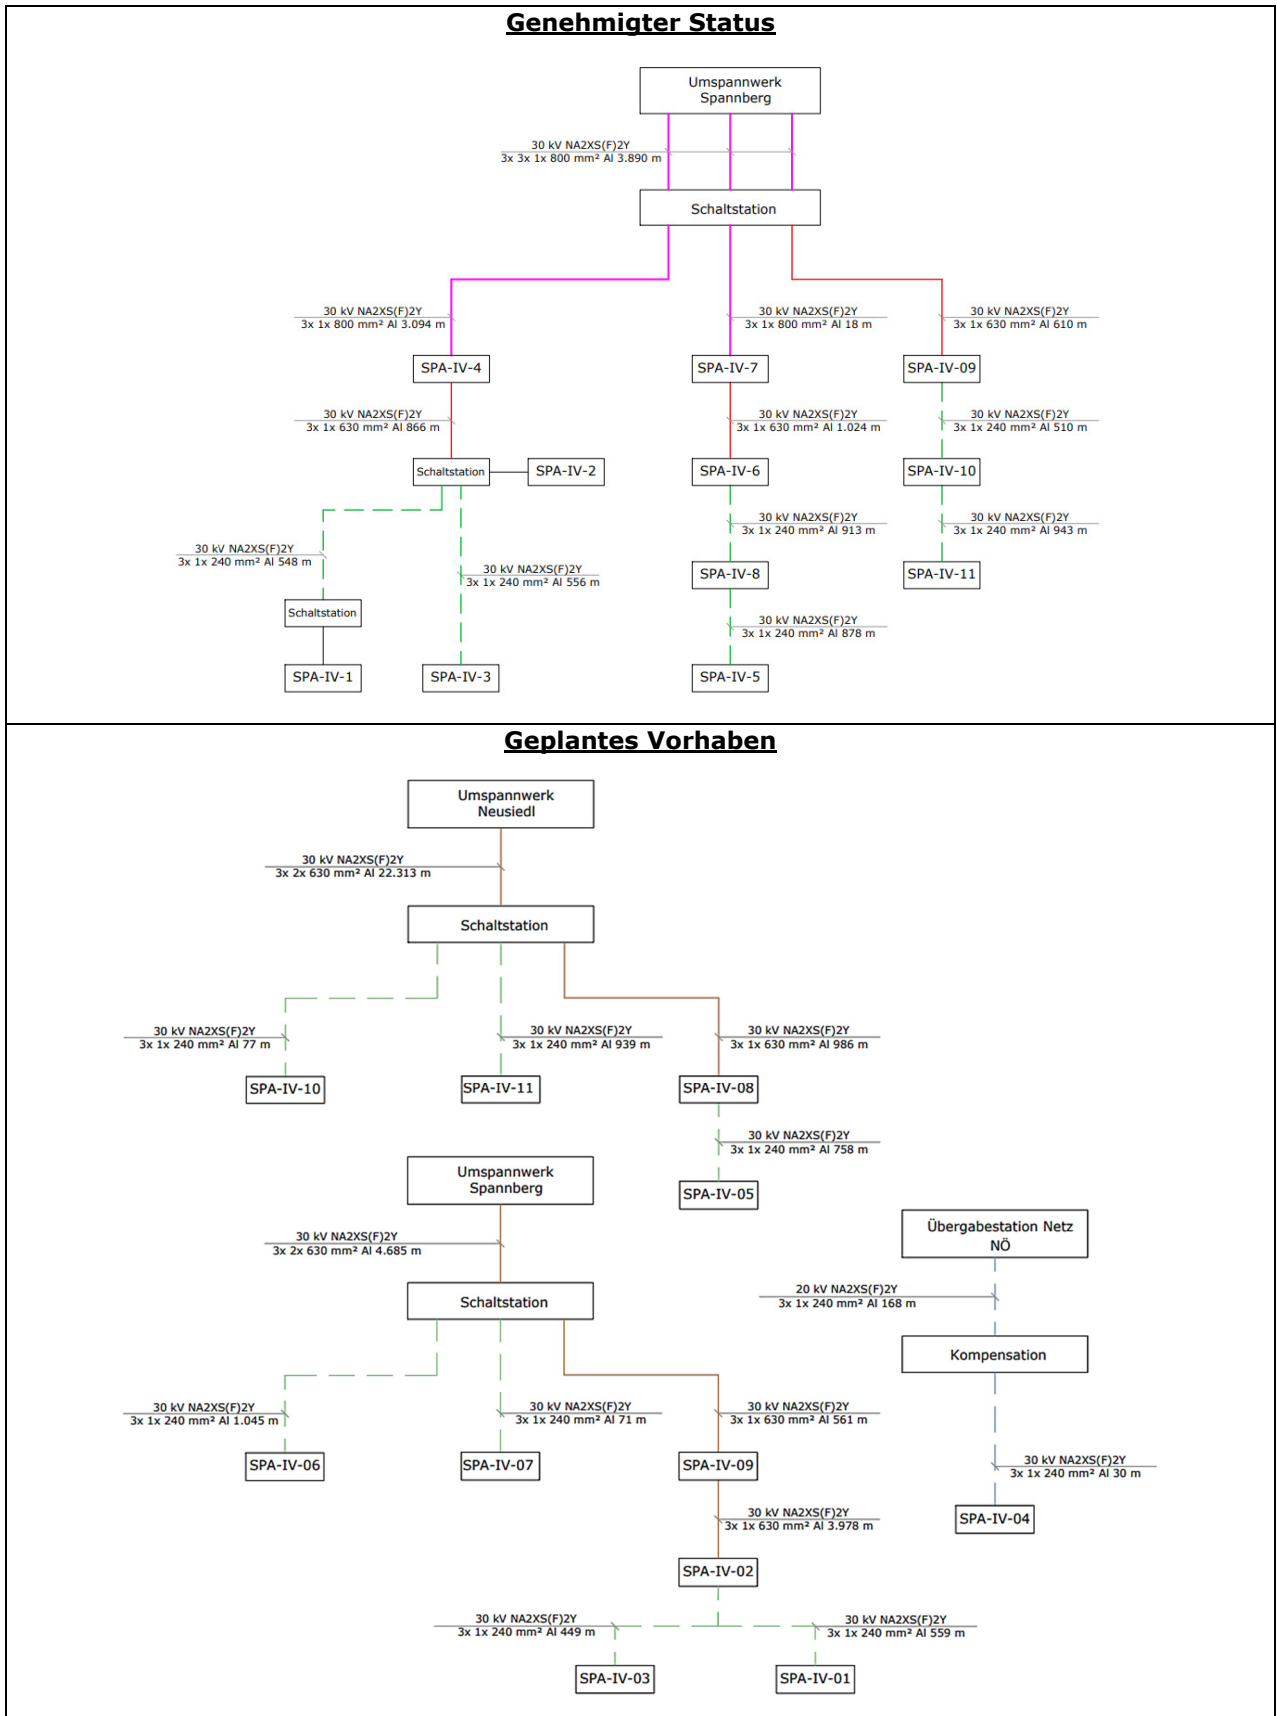 Genehmigter Status
Umspannwerk
Spannberg
30 kV NA2XS(F)2Y
3x 3x 1x 800 mm² Al 3.890 m
Schaltstation
30 kV NA2XS(F)2Y
3x 1x 800 mm² Al 3.094 m
30 kV NA2XS(F)2Y
3x 1x 800 mm² Al 18 m
30 kV NA2XS(F)2Y
3x 1x 630 mm² Al 610 m
SPA-IV-4
SPA-IV-7
SPA-IV-09
30 kV NA2XS(F)2Y
3x 1x 630 mm² Al 866 m
30 kV NA2XS(F)2Y
3x 1x 630 mm² Al 1.024 m
30 kV NA2XS(F)2Y
3x 1x 240 mm² Al 510 m
Schaltstation
SPA-IV-2
SPA-IV-6
SPA-IV-10
30 kV NA2XS(F)2Y
3x 1x 240 mm² Al 913 m
30 kV NA2XS(F)2Y
3x 1x 240 mm² Al 943 m
30 kV NA2XS(F)2Y
3x 1x 240 mm² Al 548 m
30 kV NA2XS(F)2Y
3x 1x 240 mm² Al 556 m
SPA-IV-8
SPA-IV-11
Schaltstation
30 kV NA2XS(F)2Y
3x 1x 240 mm² Al 878 m
SPA-IV-1
SPA-IV-3
SPA-IV-5
Geplantes Vorhaben
Umspannwerk
Neusiedl
30 kV NA2XS(F)2Y
3x 2x 630 mm² Al 22.313 m
Schaltstation
30 kV NA2XS(F)2Y
3x 1x 240 mm² Al 77 m
30 kV NA2XS(F)2Y
3x 1x 240 mm² Al 939 m
30 kV NA2XS(F)2Y
3x 1x 630 mm² Al 986 m
SPA-IV-10
SPA-IV-11
SPA-IV-08
30 kV NA2XS(F)2Y
3x 1x 240 mm² Al 758 m
SPA-IV-05
Umspannwerk
Spannberg
30 kV NA2XS(F)2Y
3x 2x 630 mm² Al 4.685 m
Schaltstation
Übergabestation Netz
NÖ
20 kV NA2XS(F)2Y
3x 1x 240 mm² Al 168 m
Kompensation
30 kV NA2XS(F)2Y
3x 1x 240 mm² Al 1.045 m
30 kV NA2XS(F)2Y
3x 1x 240 mm² Al 71 m
30 kV NA2XS(F)2Y
3x 1x 630 mm² Al 561 m
SPA-IV-06
SPA-IV-07
SPA-IV-09
30 kV NA2XS(F)2Y
3x 1x 240 mm² Al 30 m
SPA-IV-04
30 kV NA2XS(F)2Y
3x 1x 630 mm² Al 3.978 m
SPA-IV-02
30 kV NA2XS(F)2Y
3x 1x 240 mm² Al 449 m
30 kV NA2XS(F)2Y
3x 1x 240 mm² Al 559 m
SPA-IV-03
SPA-IV-01